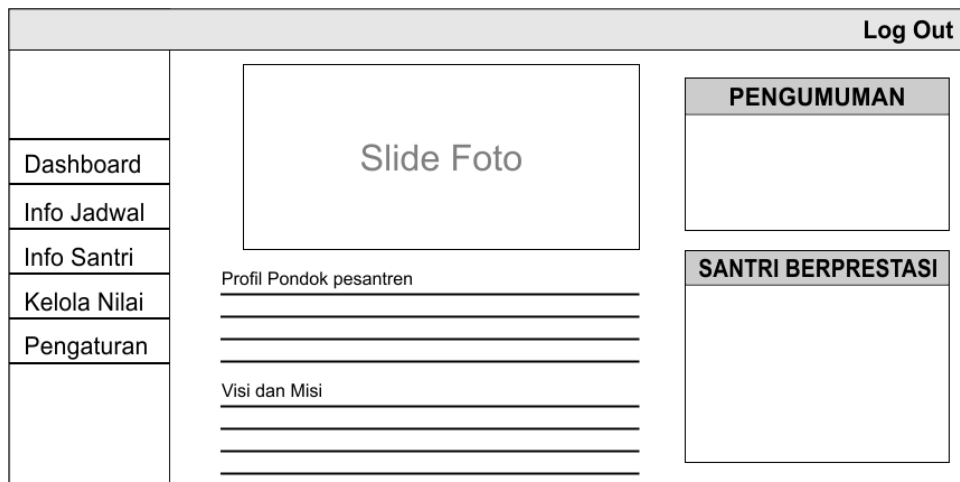 Log Out
Dashboard
Info Jadwal
Info Santri
Kelola Nilai
Pengaturan
Slide Foto
Profil Pondok pesantren
Visi dan Misi
PENGUMUMAN
SANTRI BERPRESTASI